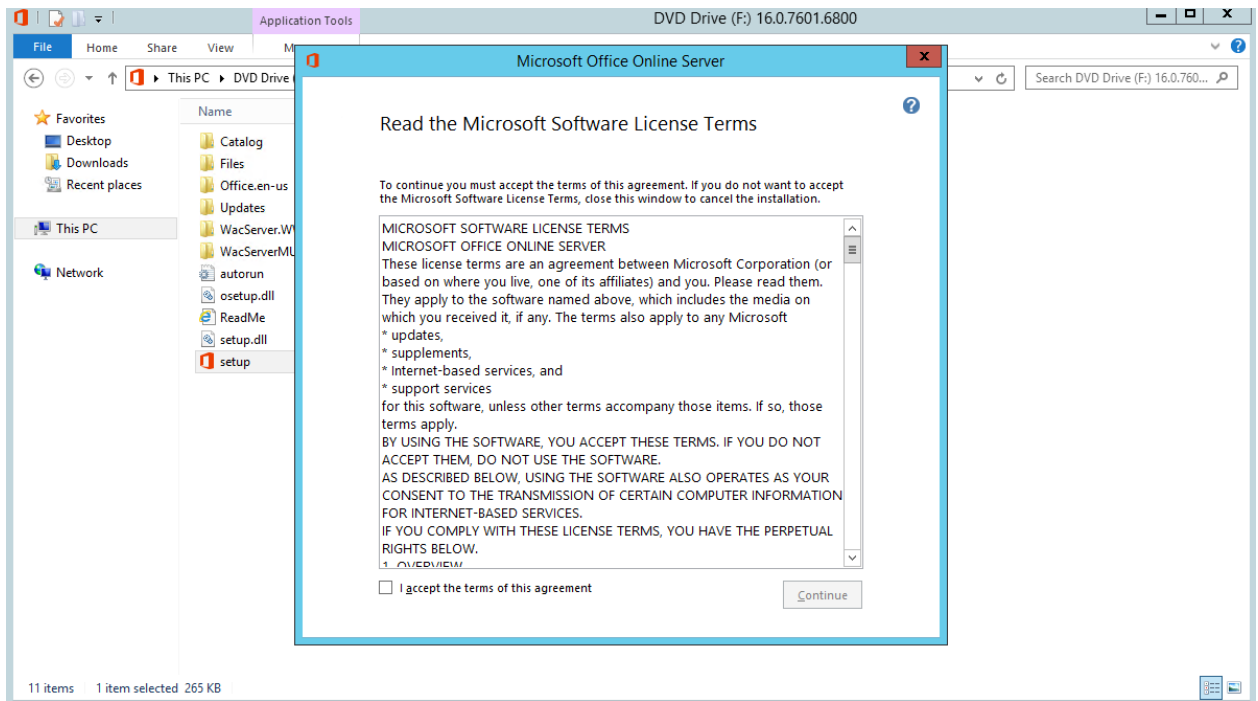 Application Tools
DVD Drive (F:) 16.0.7601.6800
File Home Share View M
This PC DVD Drive (
Search DVD Drive (F:) 16.0.760...
Favorites
Desktop
Downloads
Recent places
This PC
Network
Name
Catalog
Files
Office.en-us
Updates
WacServer.W
WacServerMU
autorun
osetup.dll
ReadMe
setup.dll
setup
Microsoft Office Online Server
Read the Microsoft Software License Terms
To continue you must accept the terms of this agreement. If you do not want to accept
the Microsoft Software License Terms, close this window to cancel the installation.
MICROSOFT SOFTWARE LICENSE TERMS
MICROSOFT OFFICE ONLINE SERVER
These license terms are an agreement between Microsoft Corporation (or
based on where you live, one of its affiliates) and you. Please read them.
They apply to the software named above, which includes the media on
which you received it, if any. The terms also apply to any Microsoft
* updates,
* supplements,
* Internet-based services, and
* support services
for this software, unless other terms accompany those items. If so, those
terms apply.
BY USING THE SOFTWARE, YOU ACCEPT THESE TERMS. IF YOU DO NOT
ACCEPT THEM, DO NOT USE THE SOFTWARE.
AS DESCRIBED BELOW, USING THE SOFTWARE ALSO OPERATES AS YOUR
CONSENT TO THE TRANSMISSION OF CERTAIN COMPUTER INFORMATION
FOR INTERNET-BASED SERVICES.
IF YOU COMPLY WITH THESE LICENSE TERMS, YOU HAVE THE PERPETUAL
RIGHTS BELOW.
1. OVERVIEW
I accept the terms of this agreement
Continue
11 items 1 item selected 265 KB